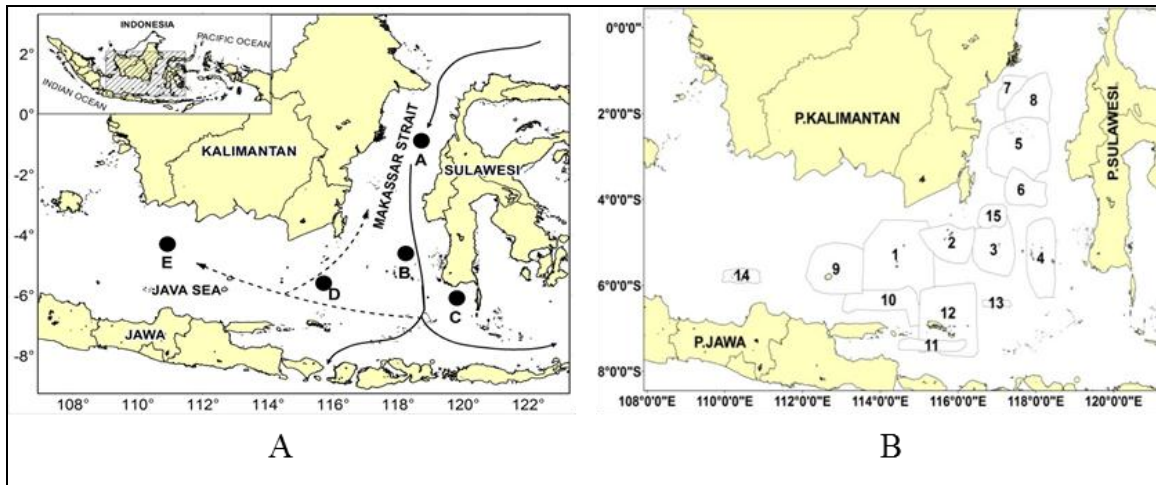 INDONESIA
PACIFIC OCEAN
INDIAN OCEAN
2°
0°
-2°
-4°
-6°
-8°
KALIMANTAN
MAKASSAR STRAIT
SULAWESI
JAVA SEA
JAWA
A
B
C
D
E
108° 110° 112° 114° 116° 118° 120° 122°
A
0°0'0"S
2°0'0"S
4°0'0"S
6°0'0"S
8°0'0"S
P.KALIMANTAN
P.SULAWESI
P.JAWA
7
8
5
6
15
1
2
3
4
9
14
10
12
13
11
108°0'0"E 110°0'0"E 112°0'0"E 114°0'0"E 116°0'0"E 118°0'0"E 120°0'0"E
B